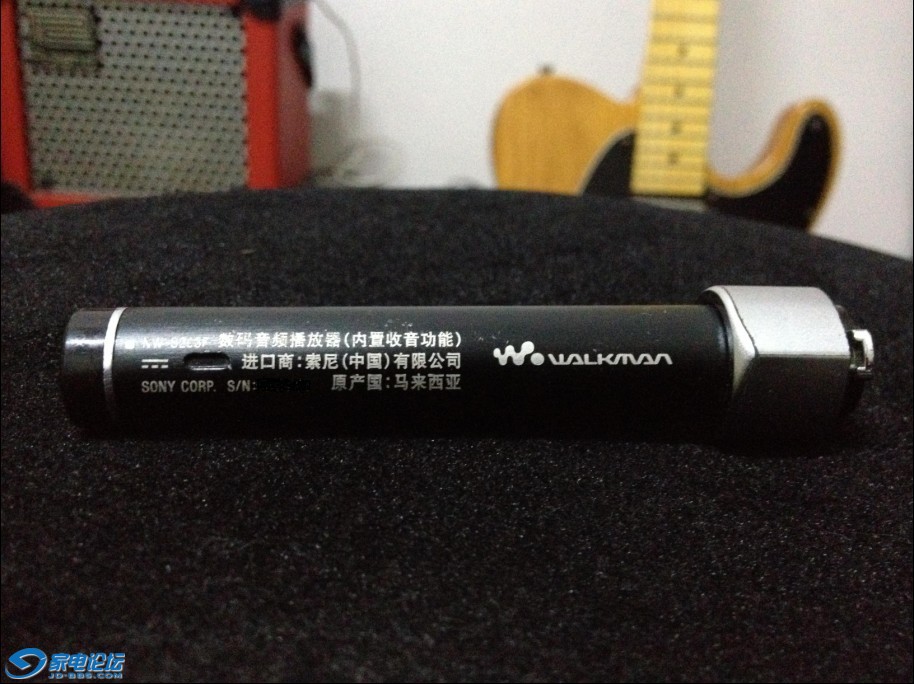 数码音频播放器(内置收音功能)
进口商:索尼(中国)有限公司
SONY CORP. S/N: 原产国:马来西亚
WALKMAN
家电论坛
JD-BBS.COM